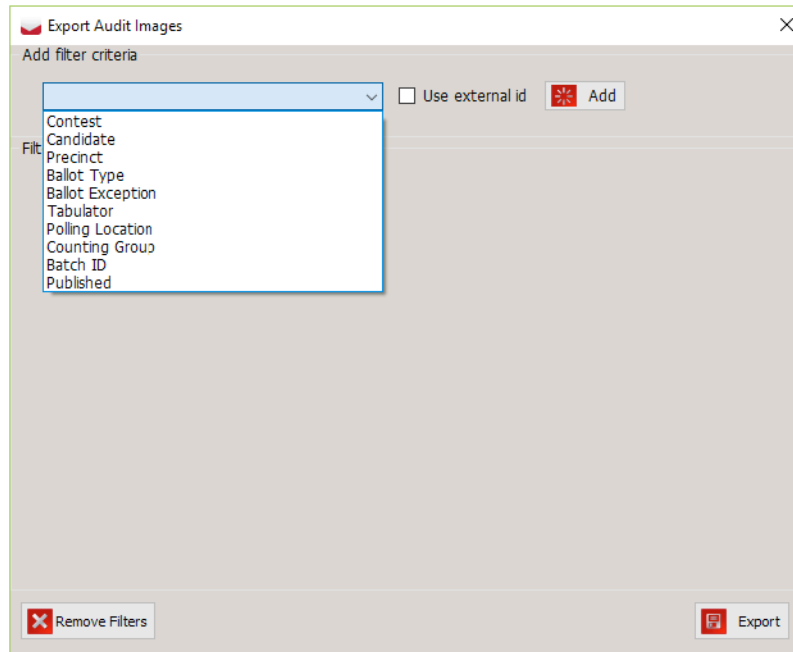 Export Audit Images
Add filter criteria
Use external id
Add
Contest
Candidate
Filt
Precinct
Ballot Type
Ballot Exception
Tabulator
Polling Location
Counting Group
Batch ID
Published
Remove Filters
Export